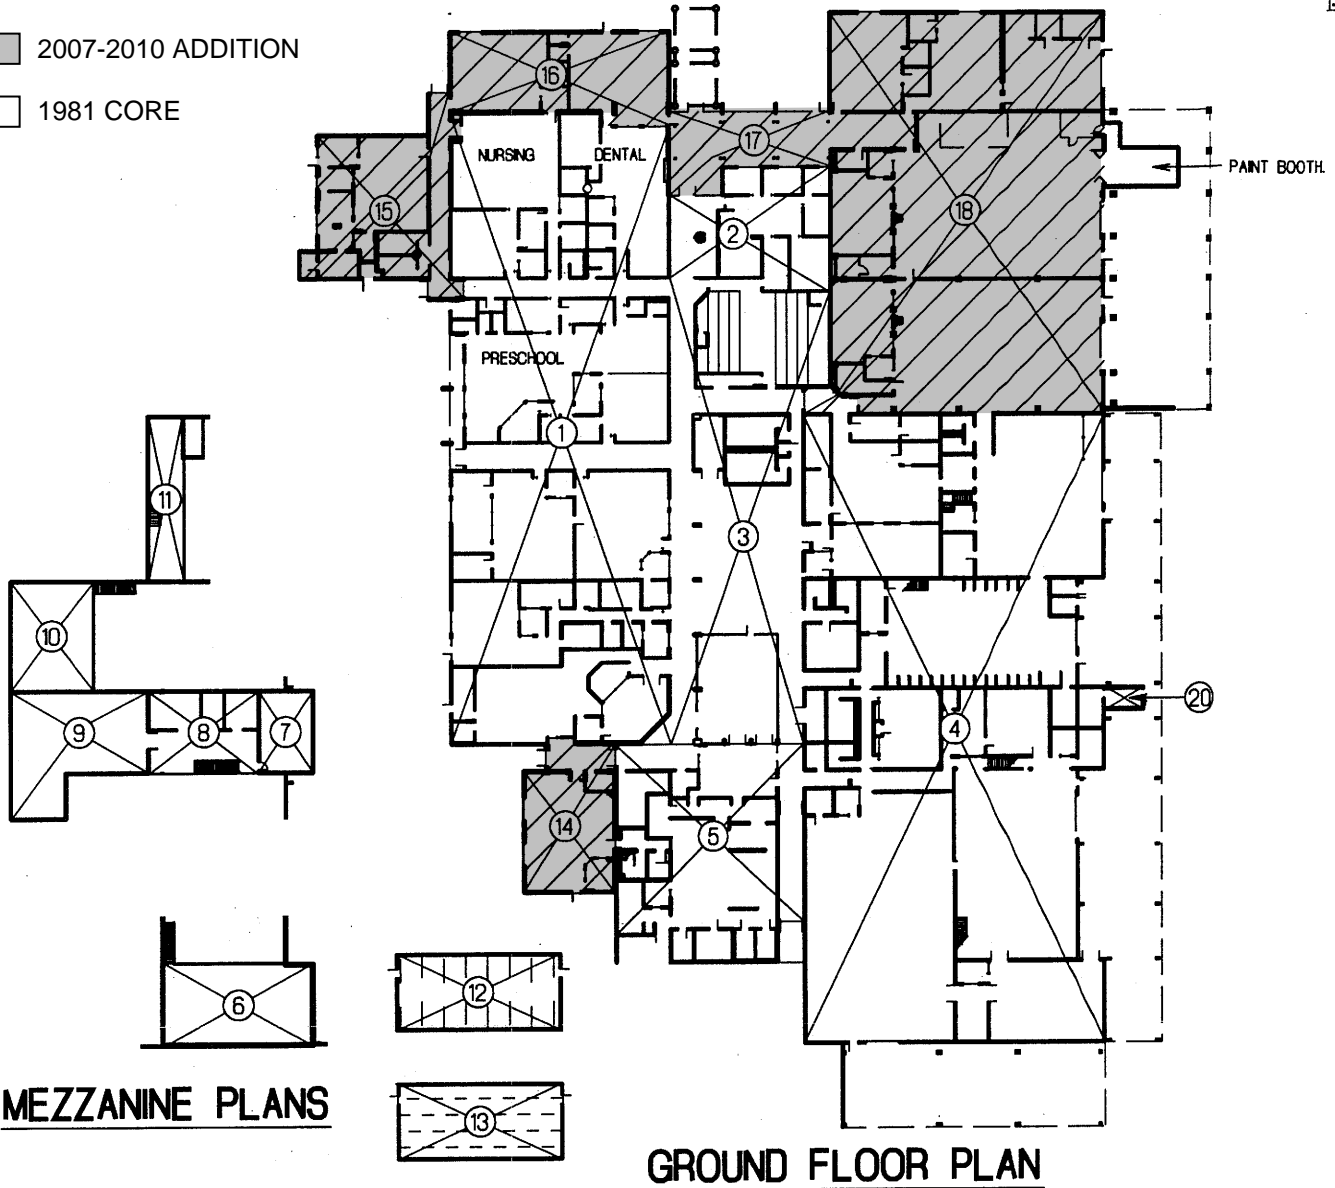 2007-2010 ADDITION
1981 CORE
16
17
NURSING
DENTAL
PAINT BOOTH
15
18
2
PRESCHOOL
1
11
3
10
20
9
8
7
4
14
5
6
12
13
MEZZANINE PLANS
GROUND FLOOR PLAN